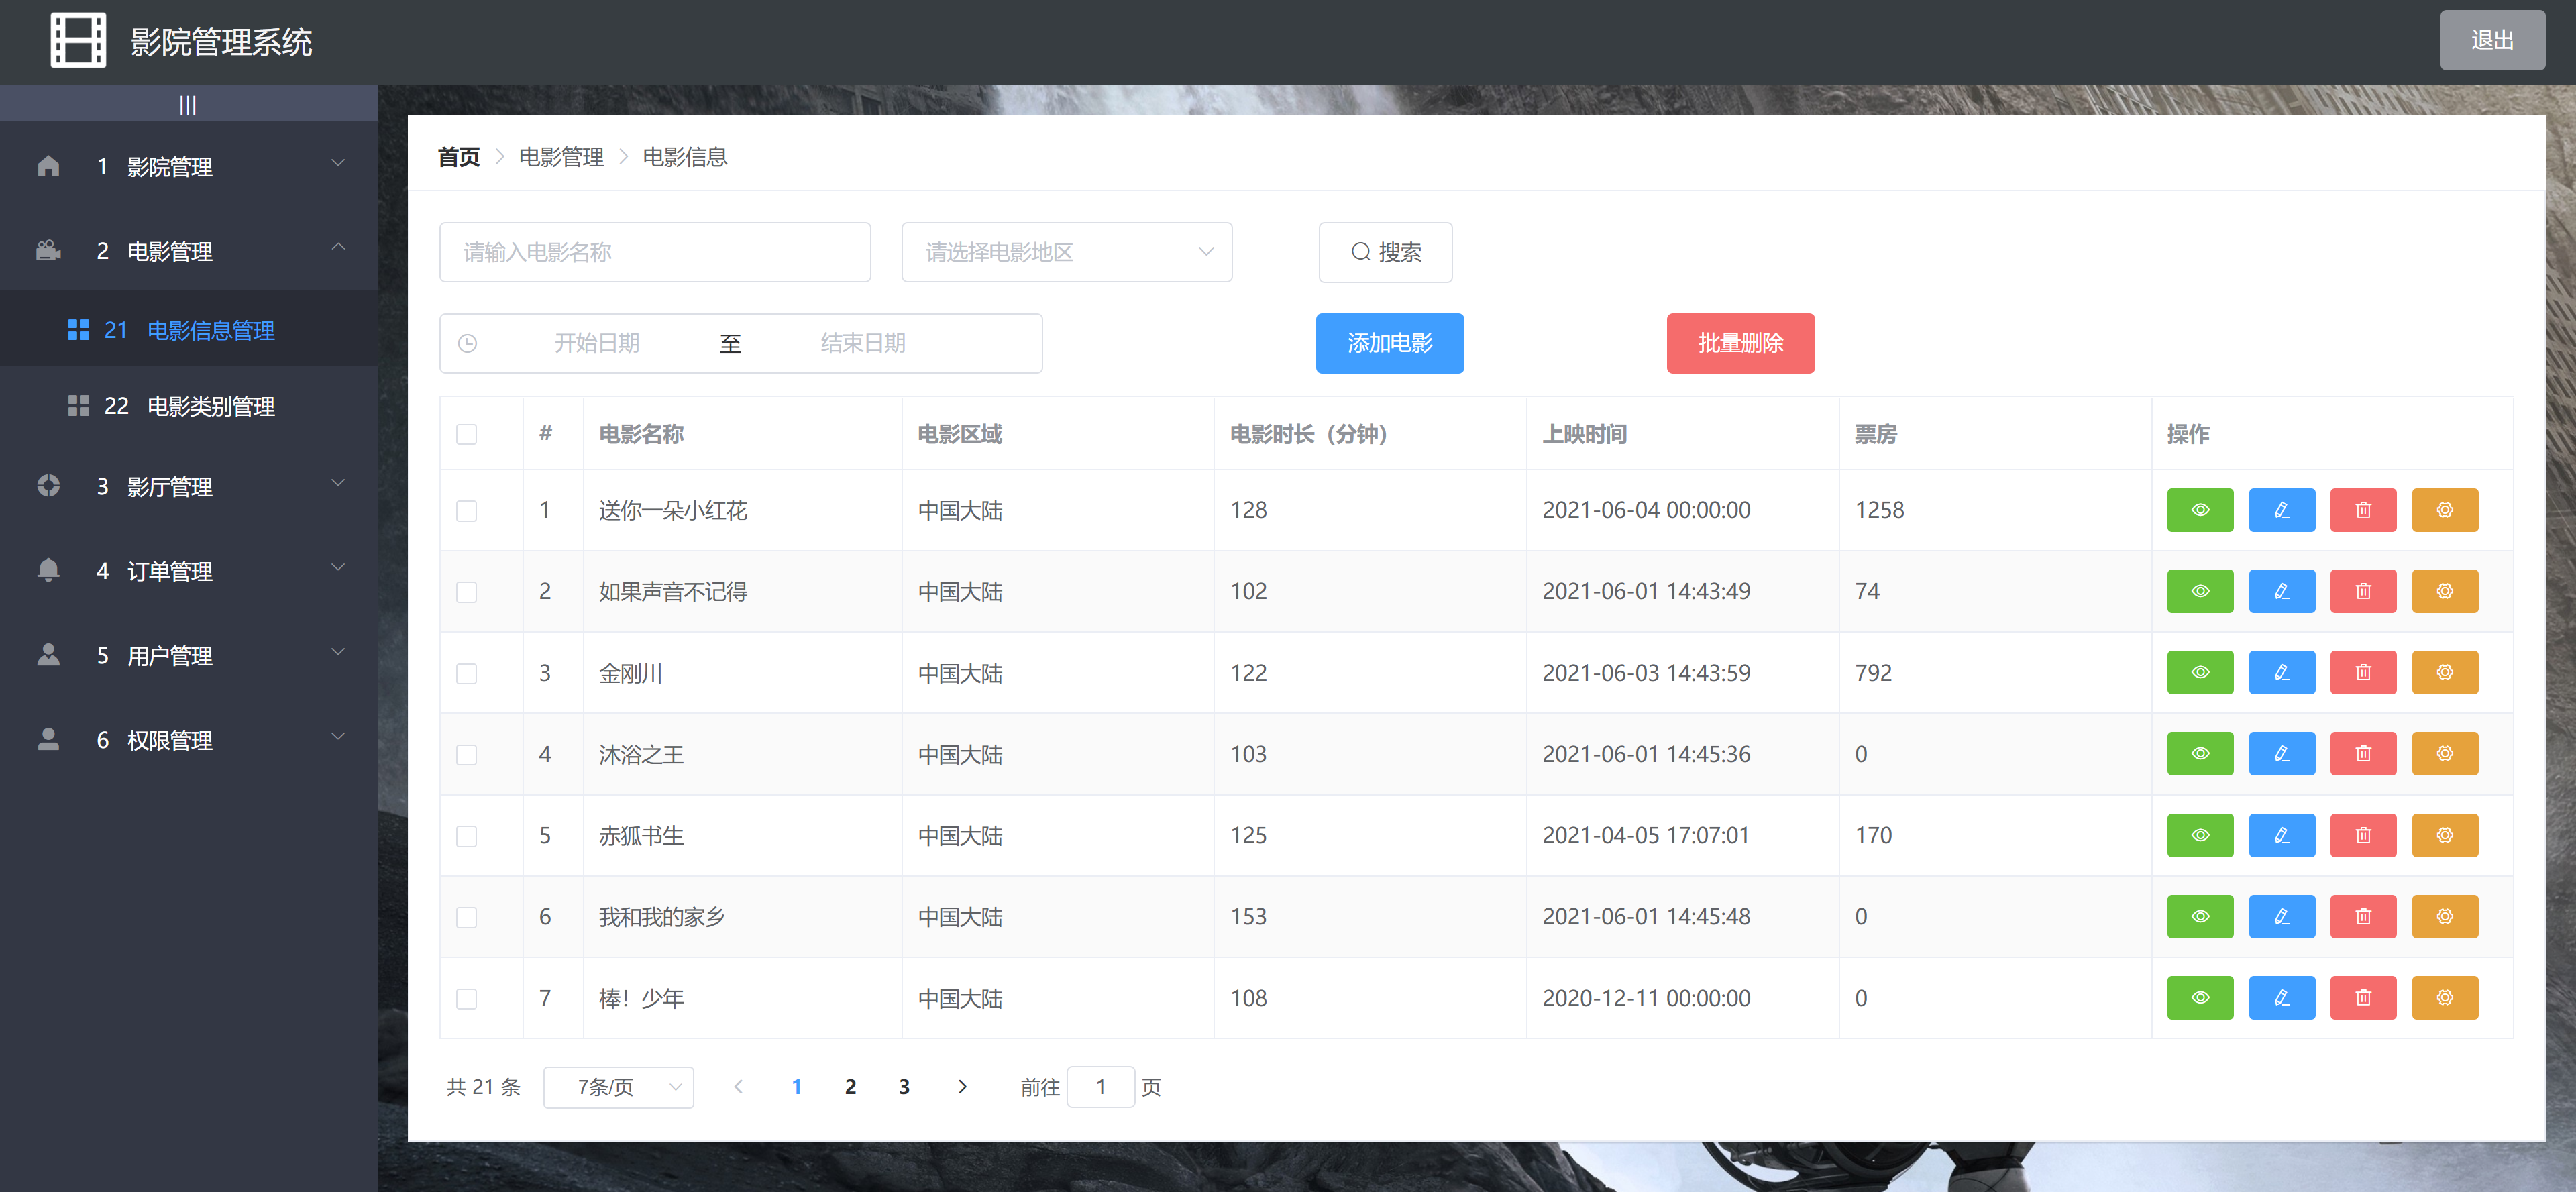 影院管理系统
退出
|||
1 影院管理
2 电影管理
21 电影信息管理
22 电影类别管理
3 影厅管理
4 订单管理
5 用户管理
6 权限管理
首页 > 电影管理 > 电影信息
请输入电影名称 请选择电影地区 搜索
开始日期 至 结束日期 添加电影 批量删除
# 电影名称 电影区域 电影时长（分钟） 上映时间 票房 操作
1 送你一朵小红花 中国大陆 128 2021-06-04 00:00:00 1258
2 如果声音不记得 中国大陆 102 2021-06-01 14:43:49 74
3 金刚川 中国大陆 122 2021-06-03 14:43:59 792
4 沐浴之王 中国大陆 103 2021-06-01 14:45:36 0
5 赤狐书生 中国大陆 125 2021-04-05 17:07:01 170
6 我和我的家乡 中国大陆 153 2021-06-01 14:45:48 0
7 棒！少年 中国大陆 108 2020-12-11 00:00:00 0
共 21 条 7条/页 1 2 3 前往 1 页